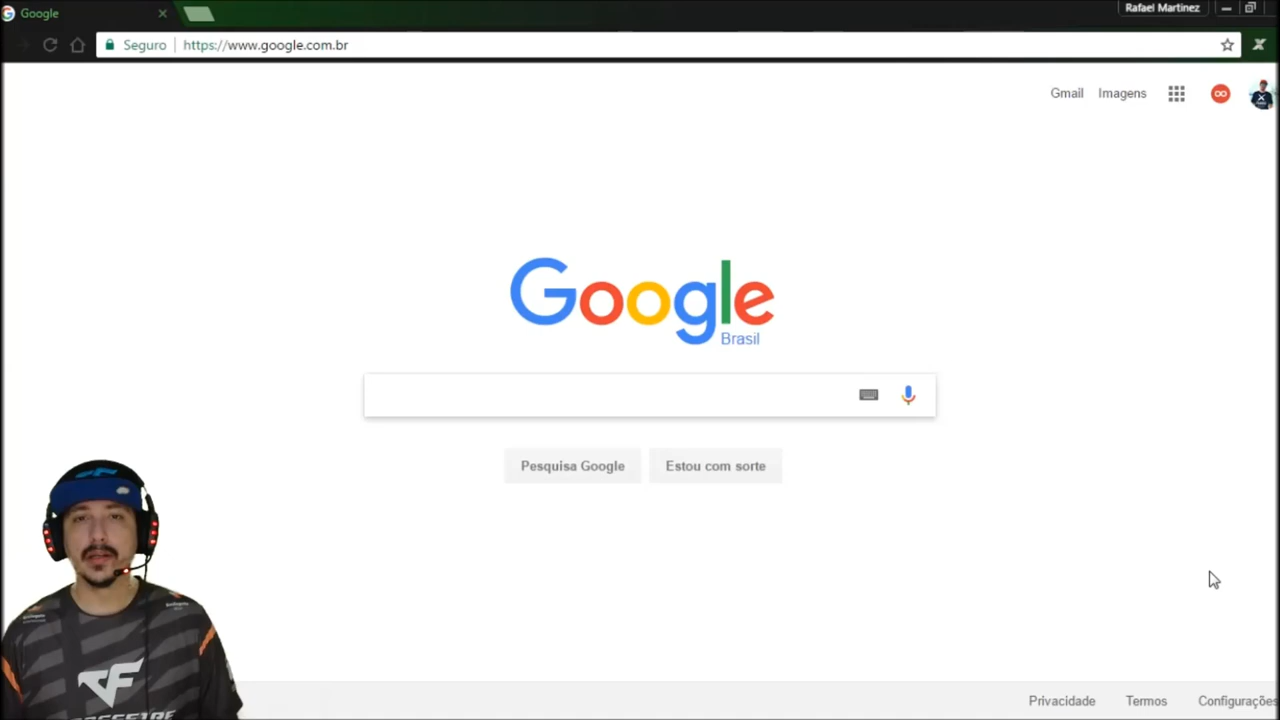 Google
Rafael Martinez
Seguro
https://www.google.com.br
Gmail
Imagens
Google
Brasil
Pesquisa Google
Estou com sorte
Privacidade
Termos
Configurações